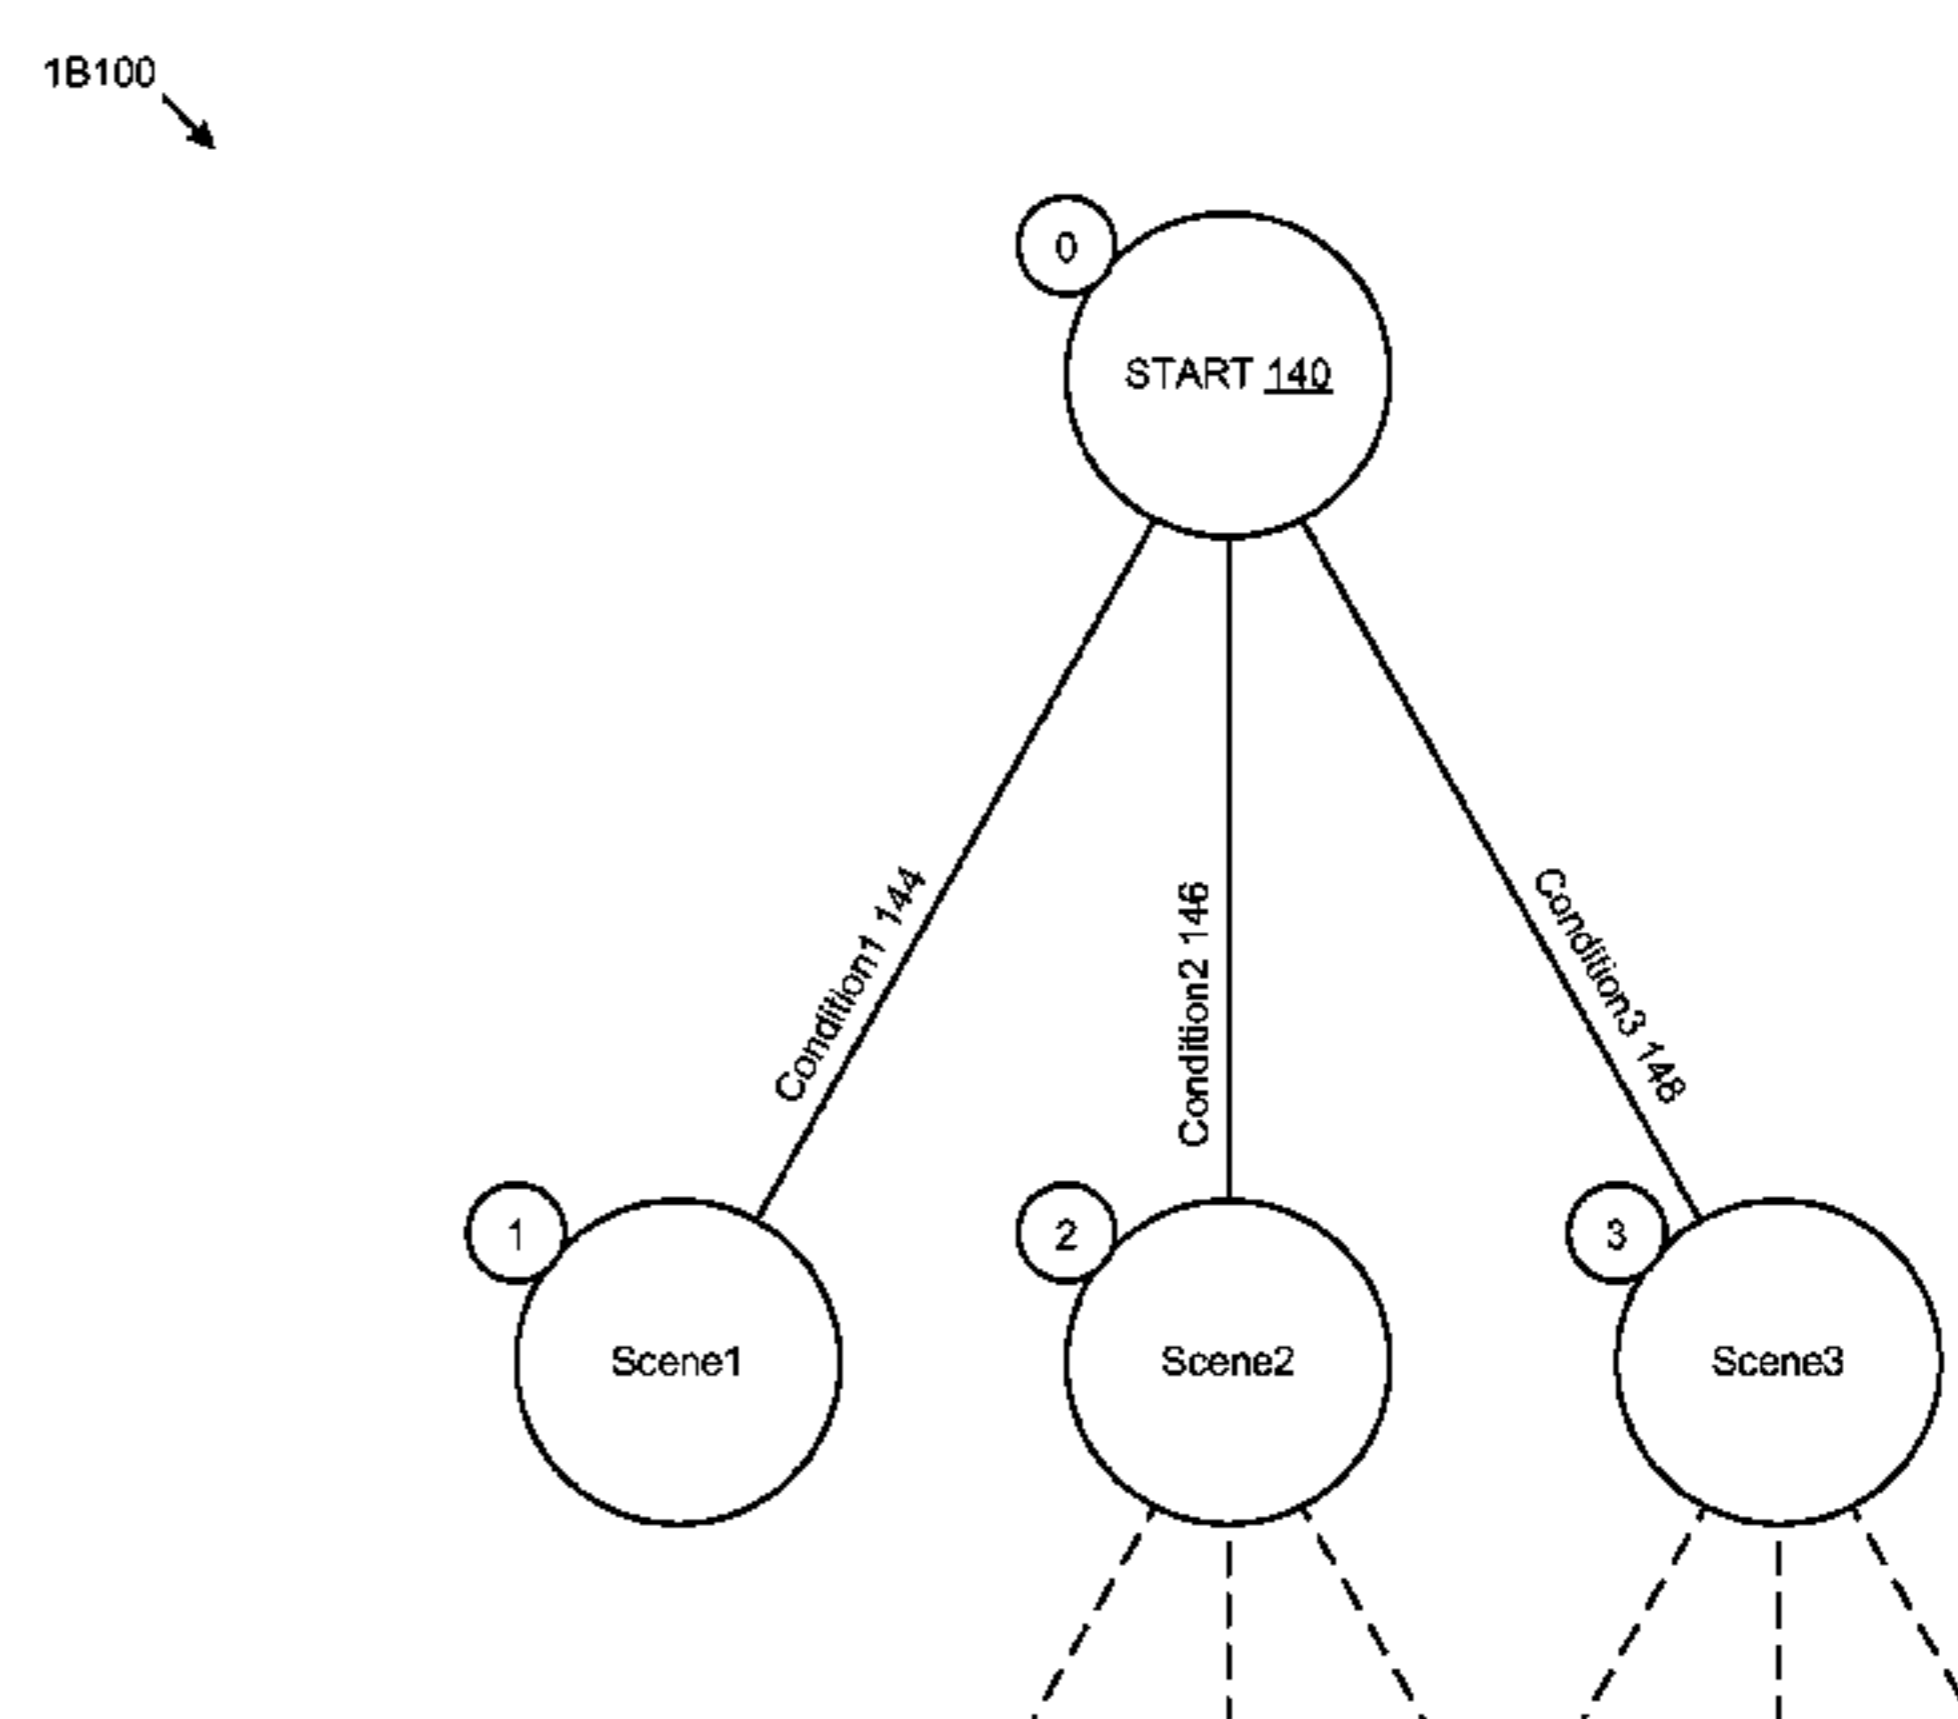 1B100
0
START 140
Condition1 144
Condition2 146
Condition3 148
1
2
3
Scene1
Scene2
Scene3